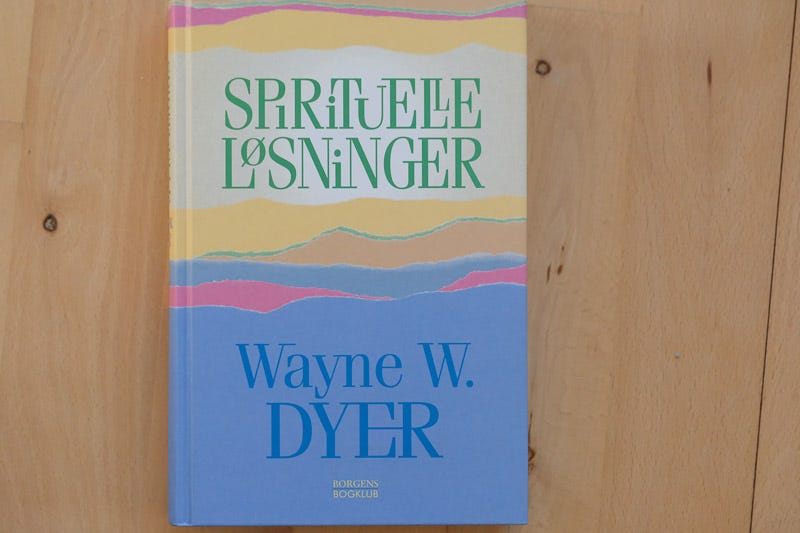 SPiRiTUELLE
LØSNiNGER
Wayne W.
DYER
BORGENS
BOGKLUB